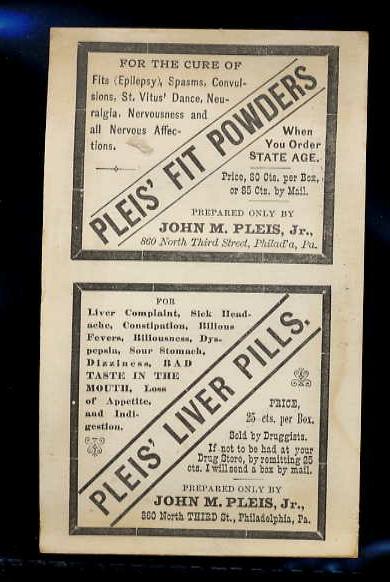 FOR THE CURE OF
Fits (Epilepsy), Spasms, Convul-
sions, St. Vitus' Dance, Neu-
ralgia, Nervousness and
all Nervous Affec-
tions.
PLEIS' FIT POWDERS
When
You Order
STATE AGE.
Price, 30 Cts. per Box,
or 35 Cts. by Mail.
PREPARED ONLY BY
JOHN M. PLEIS, Jr.,
860 North Third Street, Philad'a, Pa.
FOR
Liver Complaint, Sick Head-
ache, Constipation, Bilious
Fevers, Biliousness, Dys-
pepsia, Sour Stomach,
Dizziness, BAD
TASTE IN THE
MOUTH, Loss
of Appetite,
and Indi-
gestion.
PLEIS' LIVER PILLS.
PRICE,
25 cts. per Box.
Sold by Druggists.
If not to be had at your
Drug Store, by remitting 25
cts. I will send a box by mail.
PREPARED ONLY BY
JOHN M. PLEIS, Jr.,
860 North THIRD St., Philadelphia, Pa.